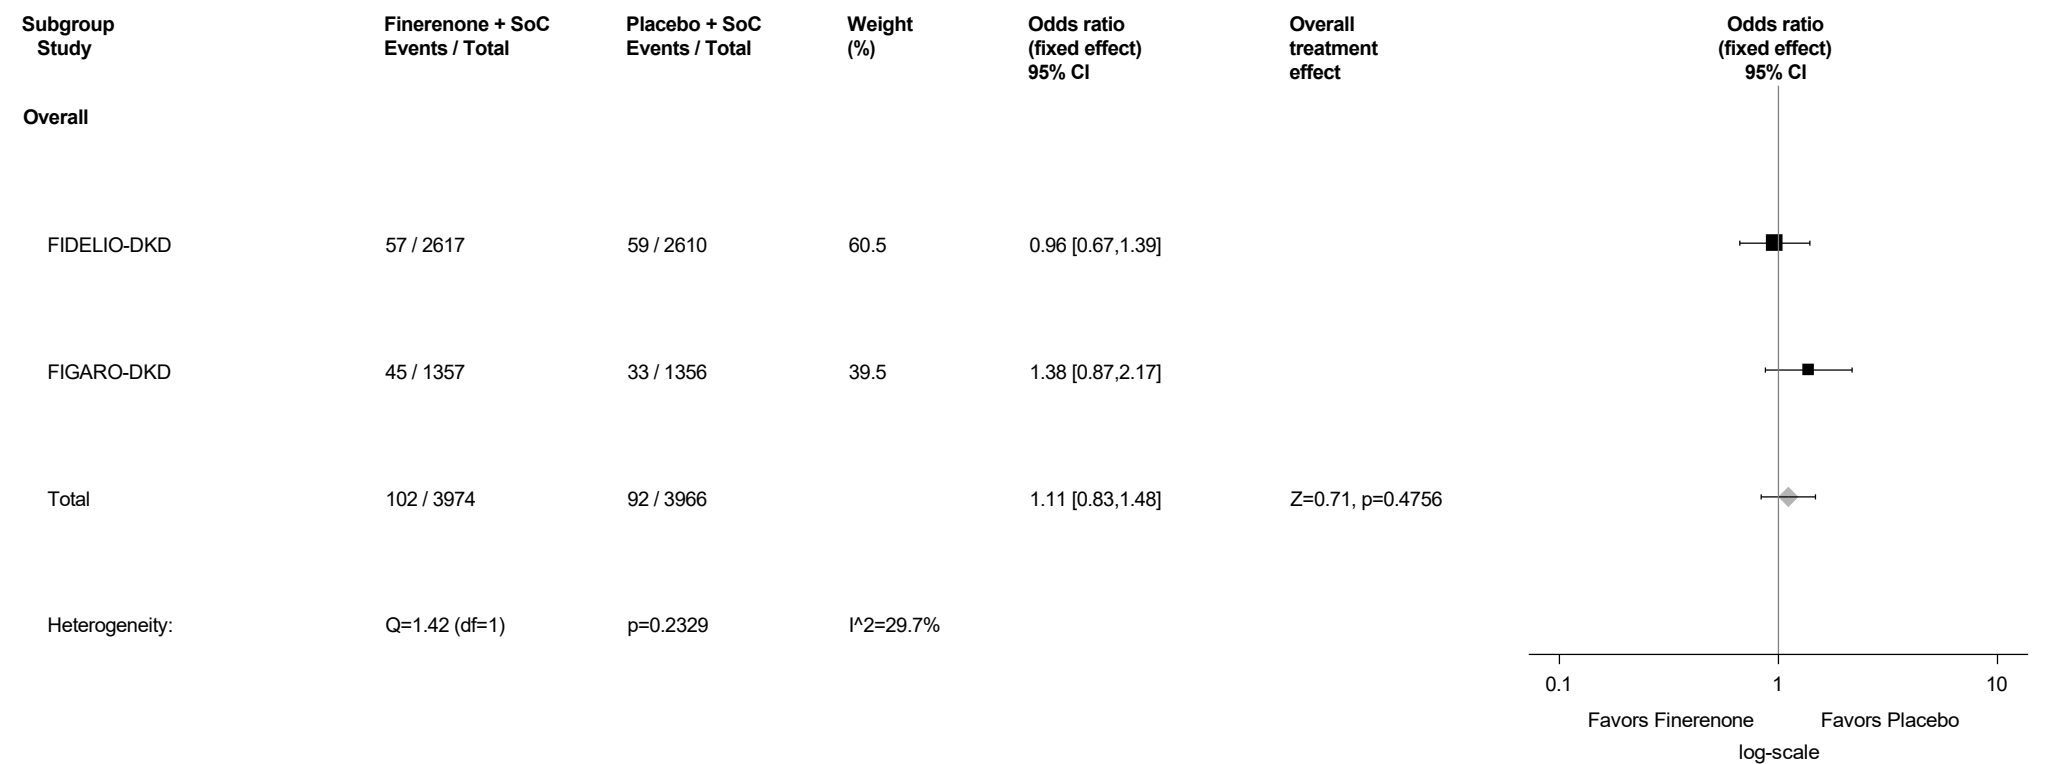 Subgroup Finerenone + SoC Placebo + SoC Weight Odds ratio Overall Odds ratio
Study Events / Total Events / Total (%) (fixed effect) treatment (fixed effect)
95% CI effect 95% CI
Overall
FIDELIO-DKD 57 / 2617 59 / 2610 60.5 0.96 [0.67,1.39]
FIGARO-DKD 45 / 1357 33 / 1356 39.5 1.38 [0.87,2.17]
Total 102 / 3974 92 / 3966 1.11 [0.83,1.48] Z=0.71, p=0.4756
Heterogeneity: Q=1.42 (df=1) p=0.2329 I^2=29.7%
0.1 1 10
Favors Finerenone Favors Placebo
log-scale